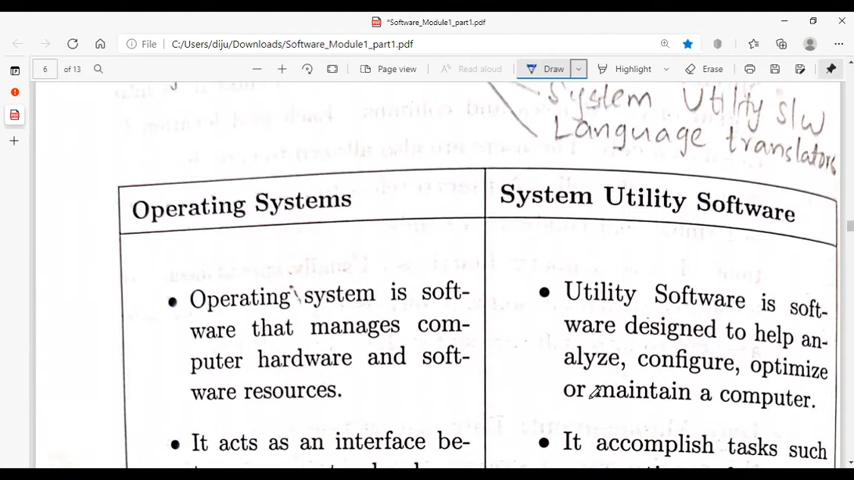 *Software_Module1_part1.pdf
File | C:/Users/diju/Downloads/Software_Module1_part1.pdf
6 of 13
Page view
Read aloud
Draw
Highlight
Erase
System Utility S/W
Language translators
Operating Systems
Operating system is soft-
ware that manages com-
puter hardware and soft-
ware resources.
It acts as an interface be-
System Utility Software
Utility Software is soft-
ware designed to help an-
alyze, configure, optimize
or maintain a computer.
It accomplish tasks such